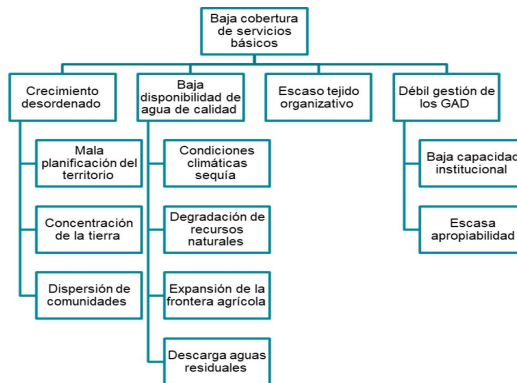 Baja cobertura
de servicios
básicos
Crecimiento
desordenado
Baja
disponibilidad de
agua de calidad
Escaso tejido
organizativo
Débil gestión de
los GAD
Mala
planificación del
territorio
Condiciones
climáticas
sequía
Baja capacidad
institucional
Concentración
de la tierra
Degradación de
recursos
naturales
Escasa
apropiabilidad
Dispersión de
comunidades
Expansión de la
frontera agrícola
Descarga aguas
residuales